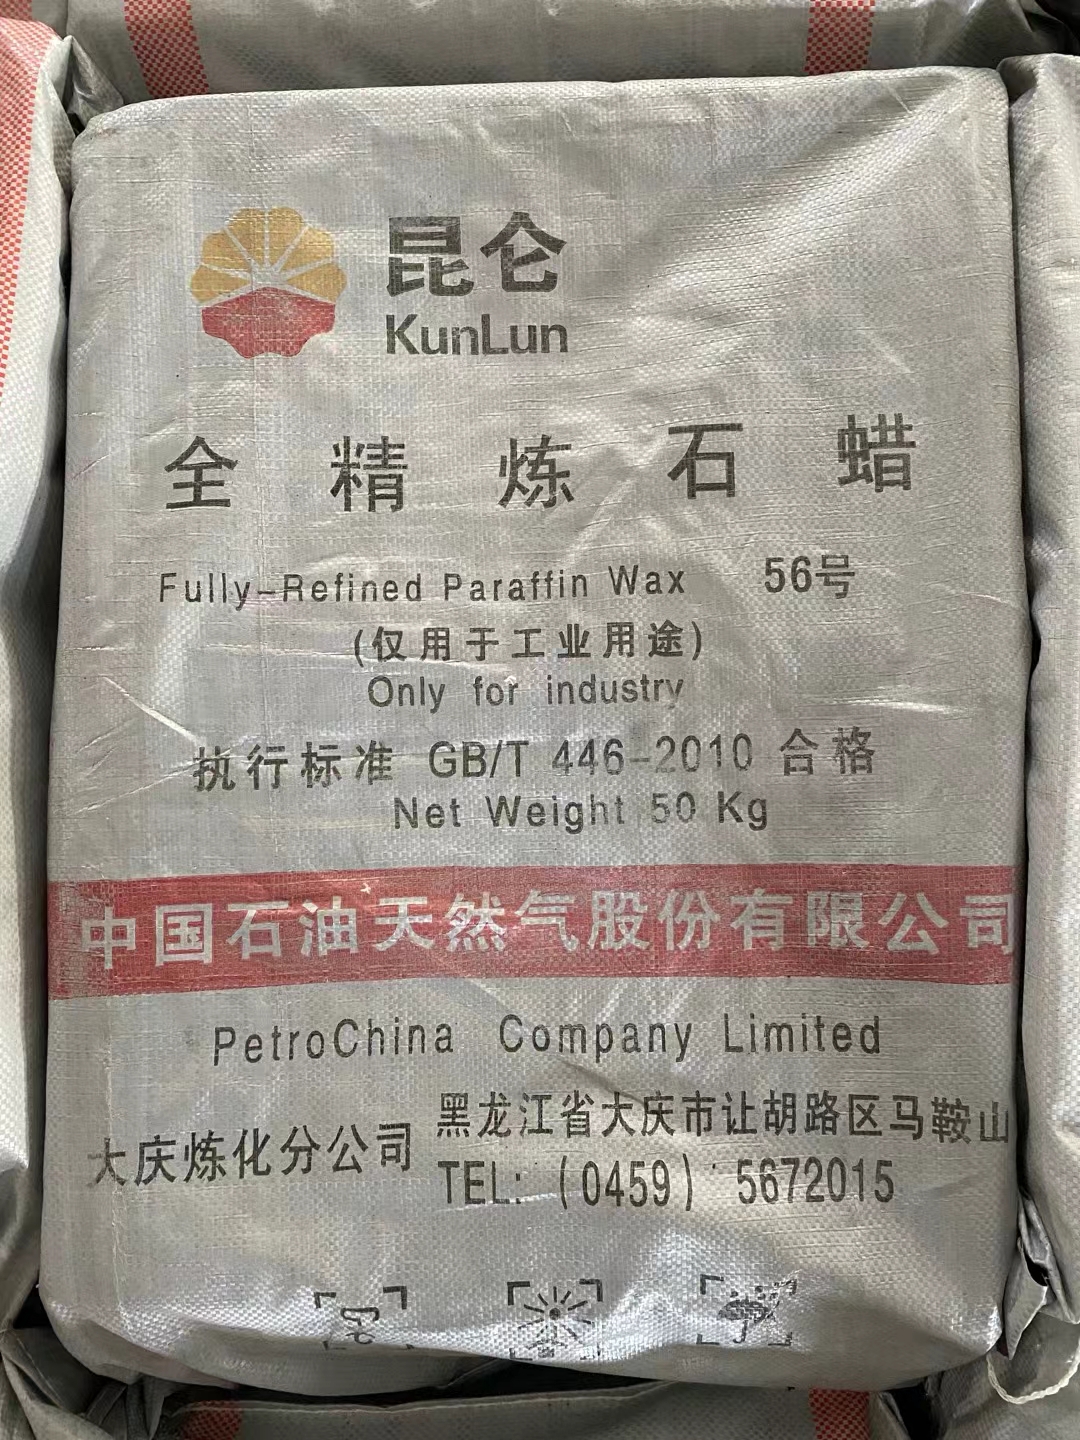 昆仑
KunLun
全精炼石蜡
Fully-Refined Paraffin Wax 56号
(仅用于工业用途)
Only for industry
执行标准 GB/T 446-2010 合格
Net Weight 50 Kg
中国石油天然气股份有限公司
PetroChina Company Limited
大庆炼化分公司
黑龙江省大庆市让胡路区马鞍山
TEL: (0459) 5672015